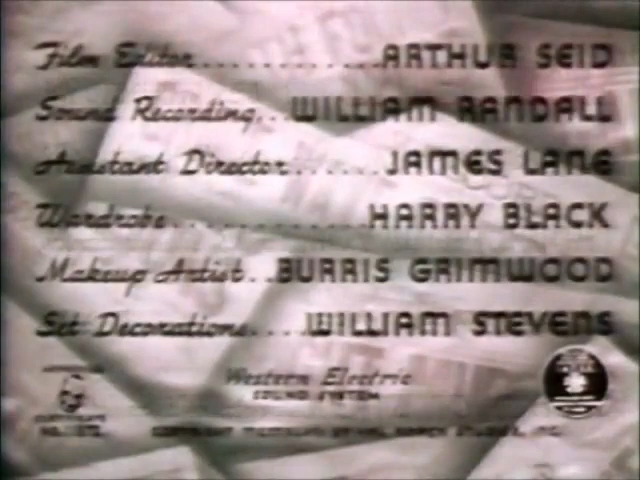 Film Editor............ARTHUR SEID
Sound Recording..WILLIAM RANDALL
Assistant Director......JAMES LANE
Wardrobe..............HARRY BLACK
Makeup Artist..BURRIS GRIMWOOD
Set Decorations....WILLIAM STEVENS
Western Electric
SOUND SYSTEM
COPYRIGHT